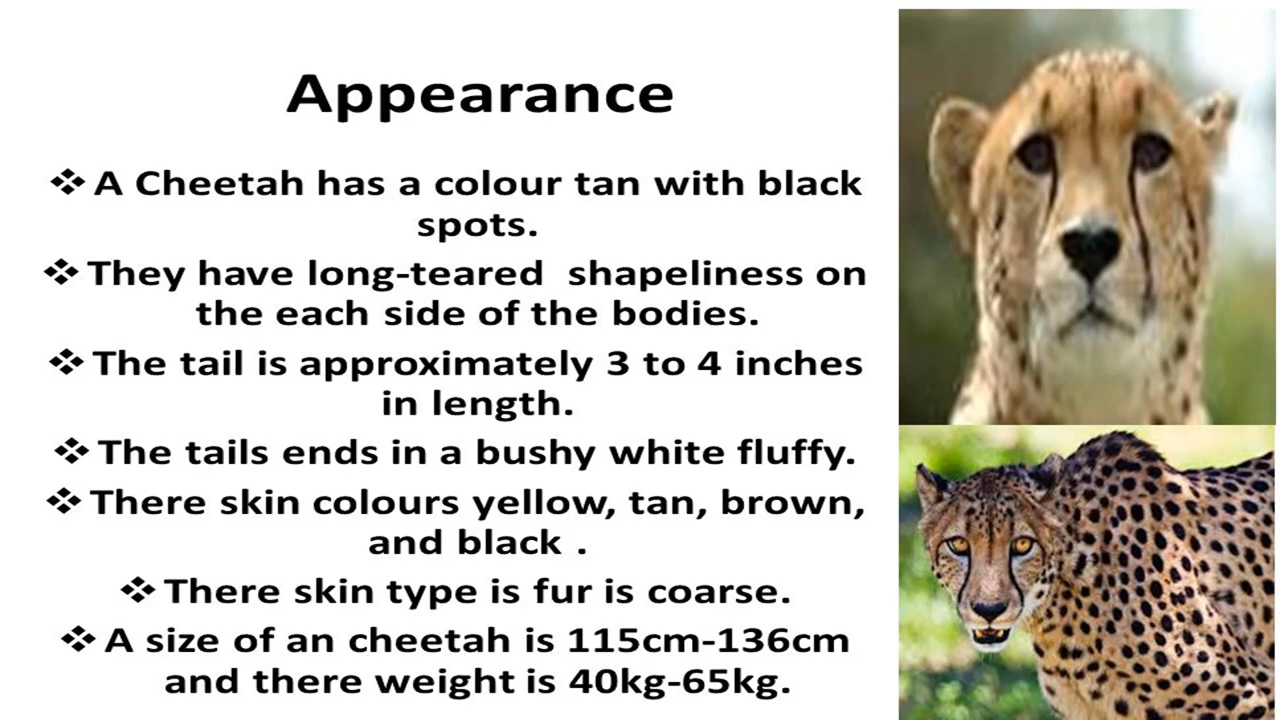 Appearance
❖ A Cheetah has a colour tan with black
spots.
❖ They have long-teared shapeliness on
the each side of the bodies.
❖ The tail is approximately 3 to 4 inches
in length.
❖ The tails ends in a bushy white fluffy.
❖ There skin colours yellow, tan, brown,
and black .
❖ There skin type is fur is coarse.
❖ A size of an cheetah is 115cm-136cm
and there weight is 40kg-65kg.